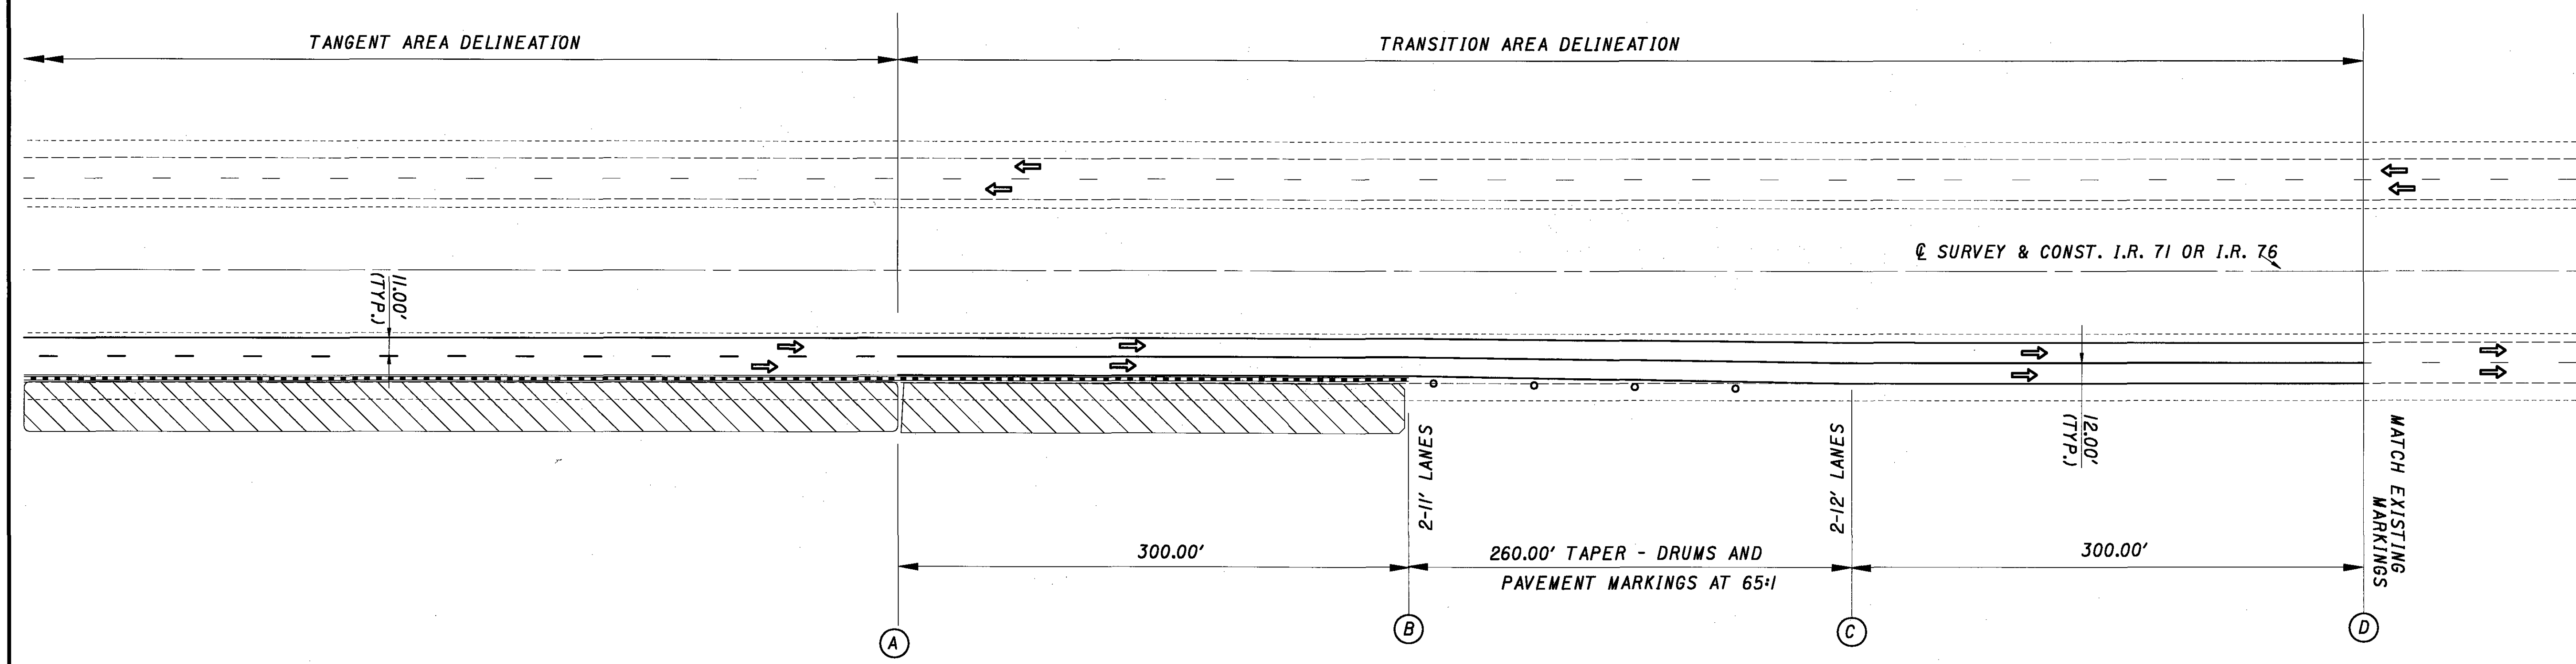 TANGENT AREA DELINEATION
TRANSITION AREA DELINEATION
℄ SURVEY & CONST. I.R. 71 OR I.R. 76
11.00'
(TYP.)
12.00'
(TYP.)
2-11' LANES
2-12' LANES
MATCH EXISTING
MARKINGS
300.00'
260.00' TAPER - DRUMS AND
PAVEMENT MARKINGS AT 65:1
300.00'
A
B
C
D